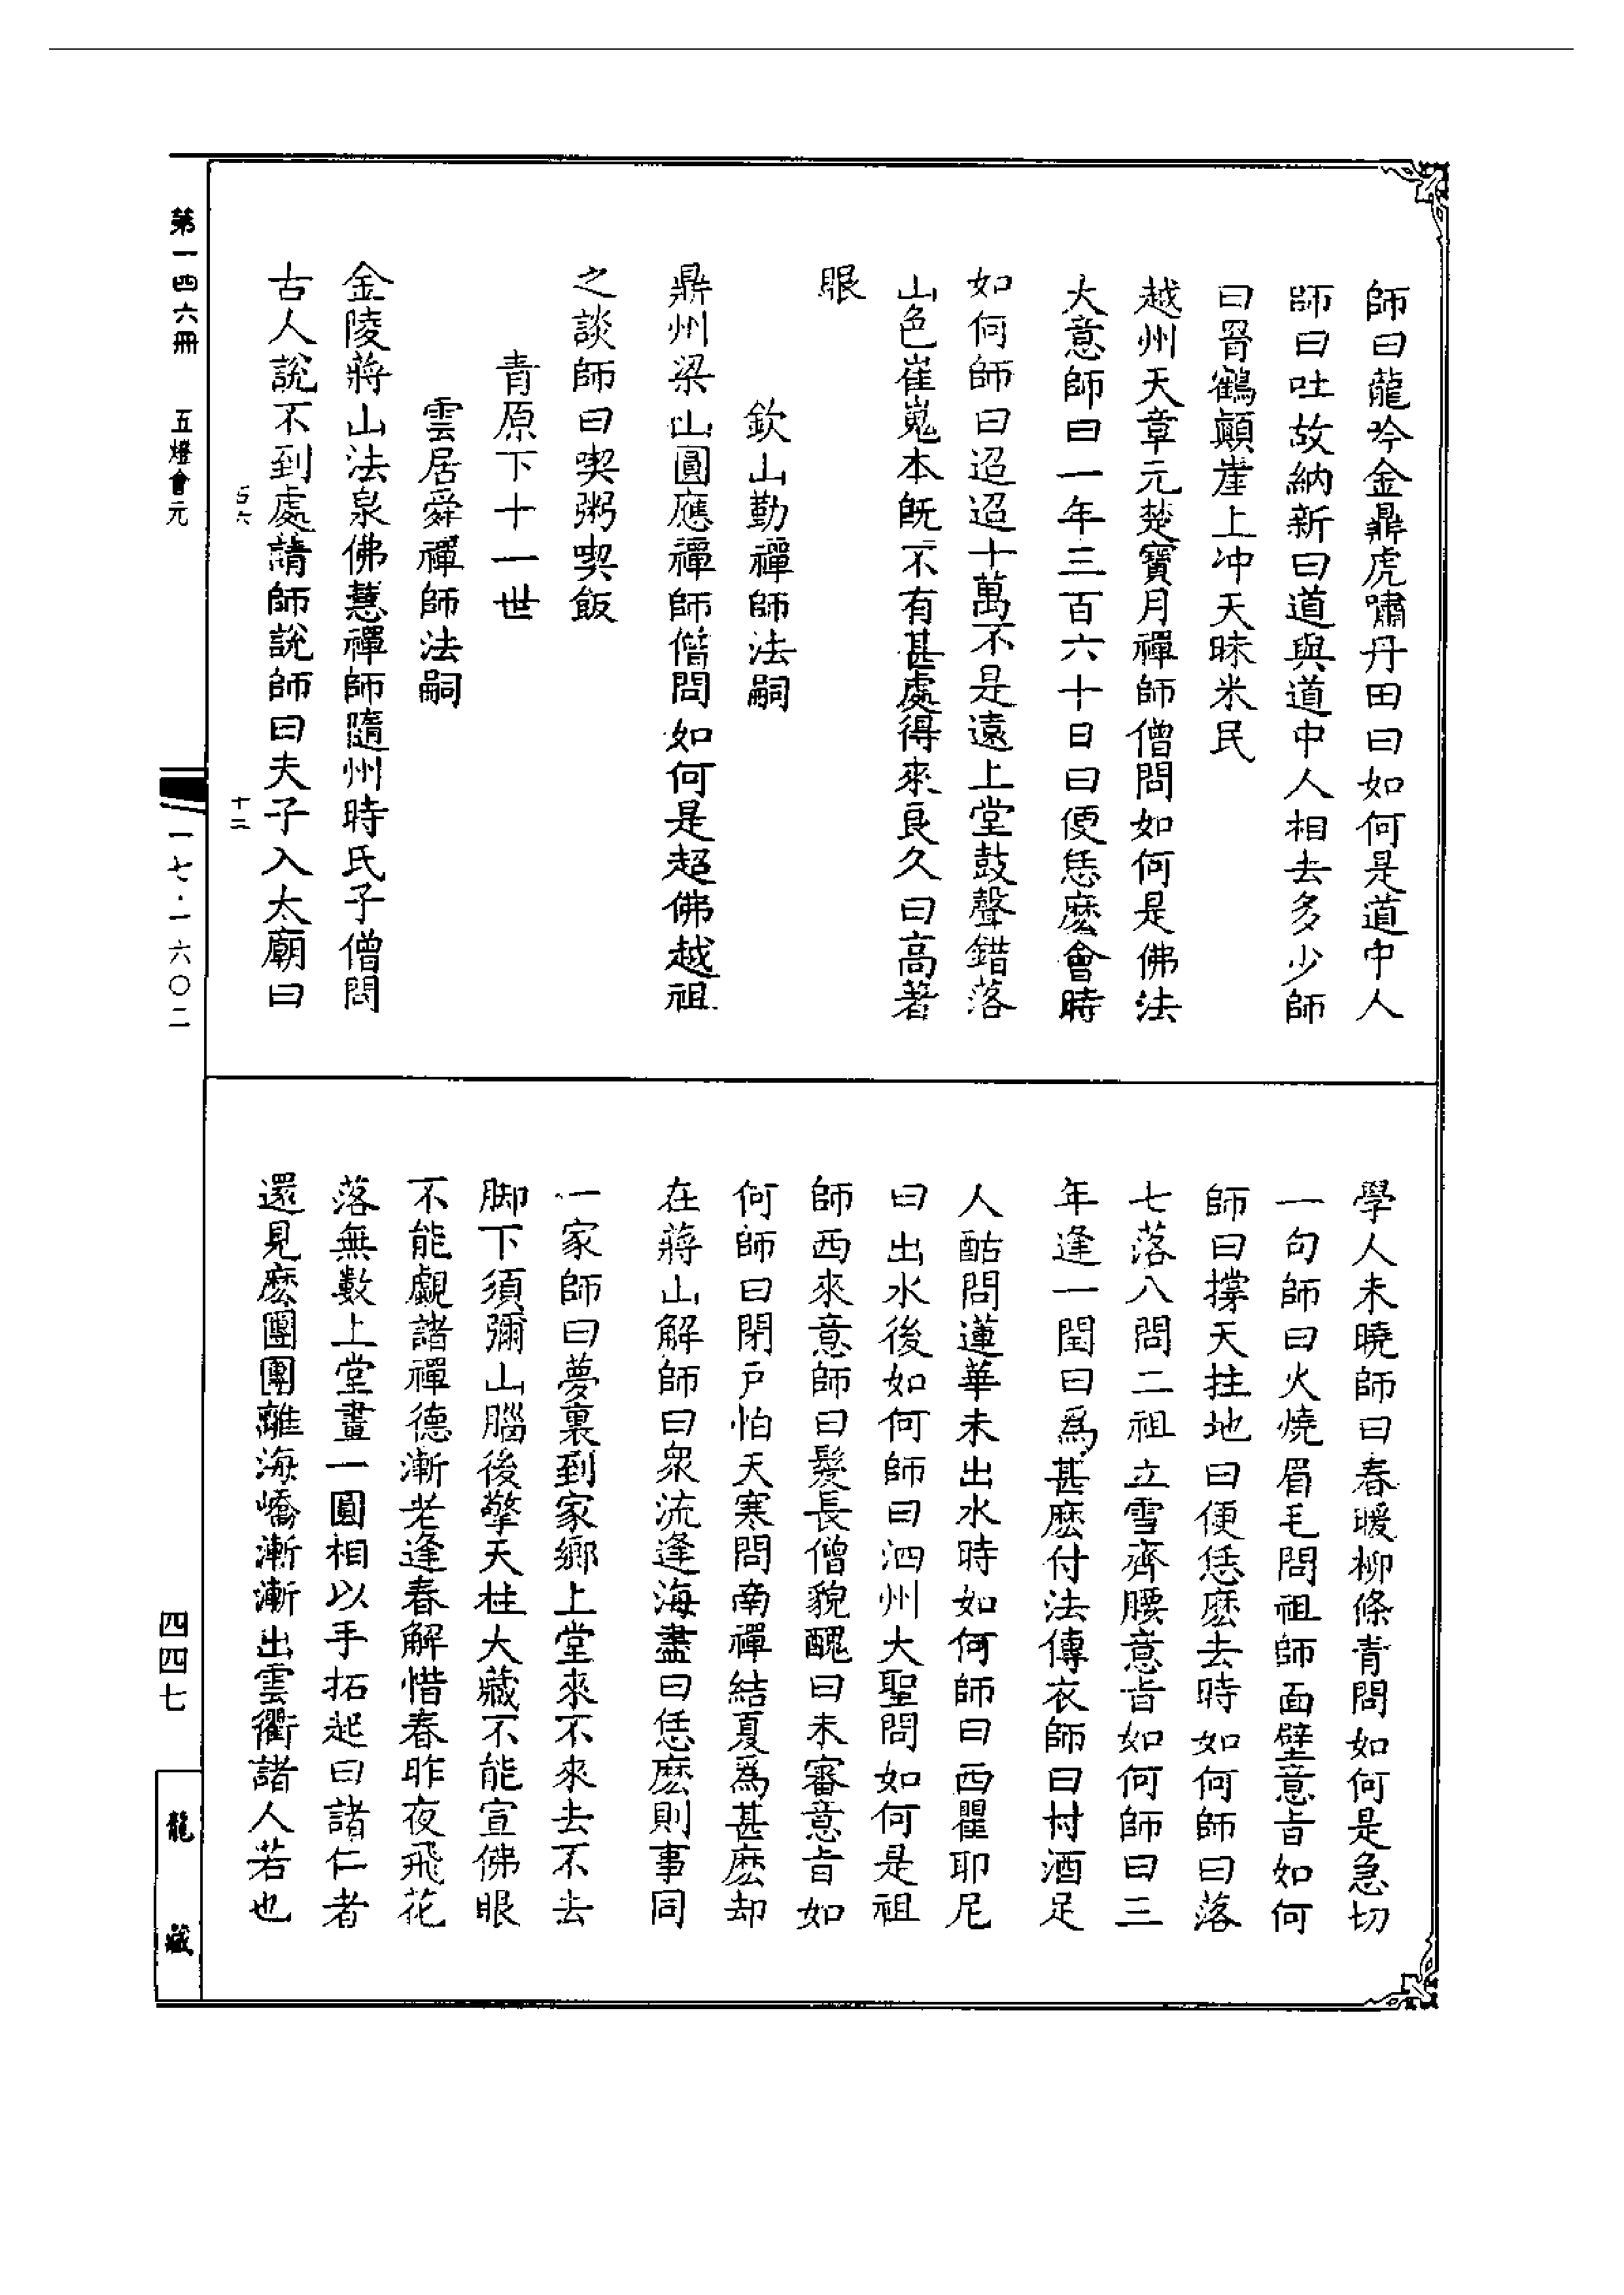 師曰龍吟金鼎虎嘯丹田曰如何是道中人
師曰吐故納新曰道與道中人相去多少師
曰罥鶴顚崖上冲天昧米民
越州天章元楚寶月禪師僧問如何是佛法
大意師曰一年三百六十日曰便恁麽會時
如何師曰迢迢十萬不是遠上堂鼓聲錯落
山色崔嵬本旣不有甚處得來良久曰高著
眼
欽山勤禪師法嗣
鼎州梁山圓應禪師僧問如何是超佛越祖
之談師曰喫粥喫飯
青原下十一世
雲居舜禪師法嗣
金陵蔣山法泉佛慧禪師隨州時氏子僧問
古人說不到處請師說師曰夫子入太廟曰
學人未曉師曰春暖柳條青問如何是急切
一句師曰火燒眉毛問祖師面壁意旨如何
師曰撐天拄地曰便恁麽去時如何師曰落
七落八問二祖立雪齊腰意旨如何師曰三
年逢一閏曰爲甚麽付法傳衣師曰村酒足
人酤問蓮華未出水時如何師曰西瞿耶尼
曰出水後如何師曰泗州大聖問如何是祖
師西來意師曰髮長僧貌醜曰未審意旨如
何師曰閉戸怕天寒問南禪結夏爲甚麽却
在蔣山解師曰衆流逢海盡曰恁麽則事同
一家師曰夢裏到家鄉上堂來不來去不去
脚下須彌山腦後擎天柱大藏不能宣佛眼
不能覷諸禪德漸老逢春解惜春昨夜飛花
落無數上堂畫一圓相以手拓起曰諸仁者
還見麽團團離海嶠漸漸出雲衢諸人若也
第一四六冊 五燈會元
十二
一七·一六〇二
四四七
龍藏